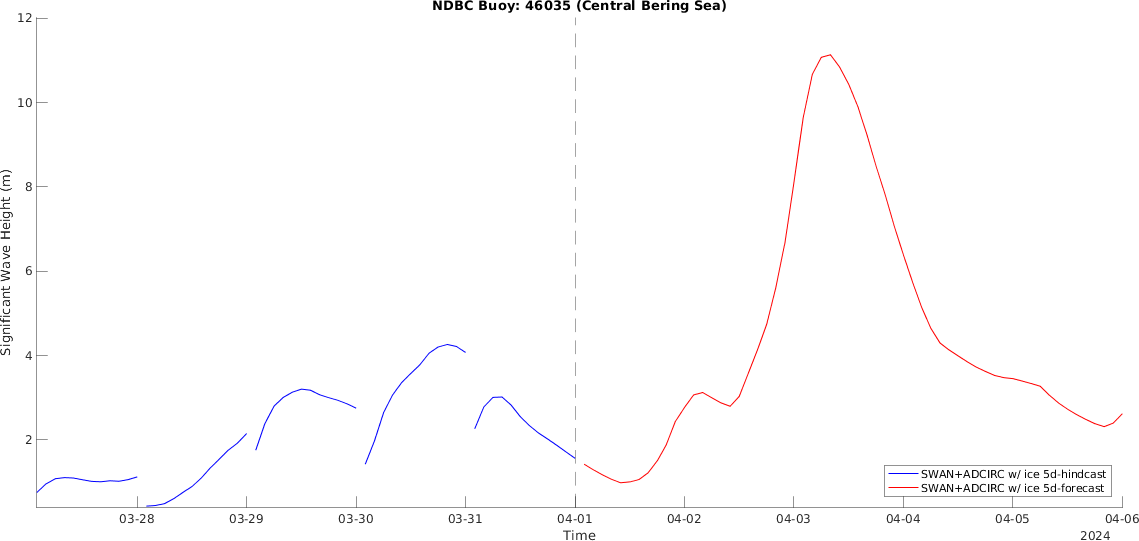 NDBC Buoy: 46035 (Central Bering Sea)
12
10
8
6
4
2
Significant Wave Height (m)
SWAN+ADCIRC w/ ice 5d-hindcast
SWAN+ADCIRC w/ ice 5d-forecast
03-28 03-29 03-30 03-31 04-01 04-02 04-03 04-04 04-05 04-06
Time
2024